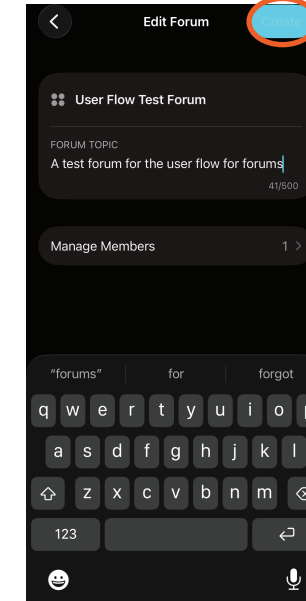 Edit Forum
Create
User Flow Test Forum
FORUM TOPIC
A test forum for the user flow for forums
41/500
Manage Members 1
“forums” for forgot
q w e r t y u i o p
a s d f g h j k l
z x c v b n m
123